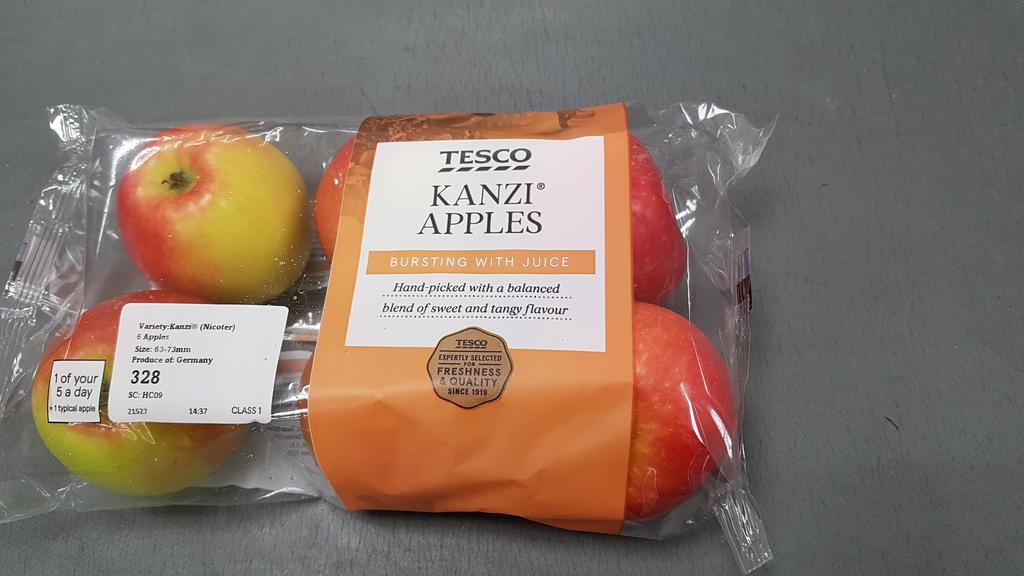 TESCO
KANZI®
APPLES
BURSTING WITH JUICE
Hand-picked with a balanced
blend of sweet and tangy flavour
TESCO
EXPERTLY SELECTED
FOR
FRESHNESS
& QUALITY
SINCE 1919
Variety:Kanzi® (Nicoter)
6 Apples
Size: 63-73mm
Produce of: Germany
328
SC: HC09
21527 14:37 CLASS 1
1 of your
5 a day
1 typical apple